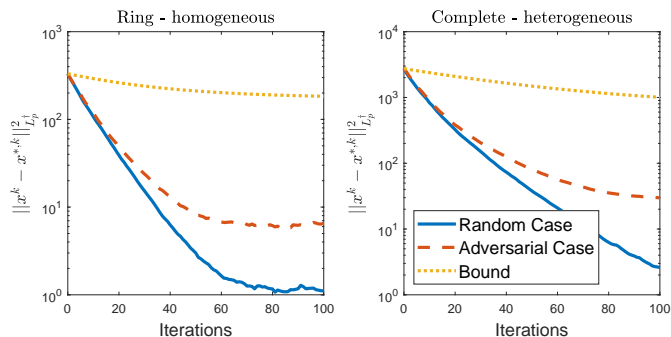 Ring - homogeneous
Complete - heterogeneous
||x^k − x^{*,k}||^2_{L_p^†}
10^3
10^2
10^1
10^0
0 20 40 60 80 100
Iterations
||x^k − x^{*,k}||^2_{L_p^†}
10^4
10^3
10^2
10^1
10^0
0 20 40 60 80 100
Iterations
Random Case
Adversarial Case
Bound